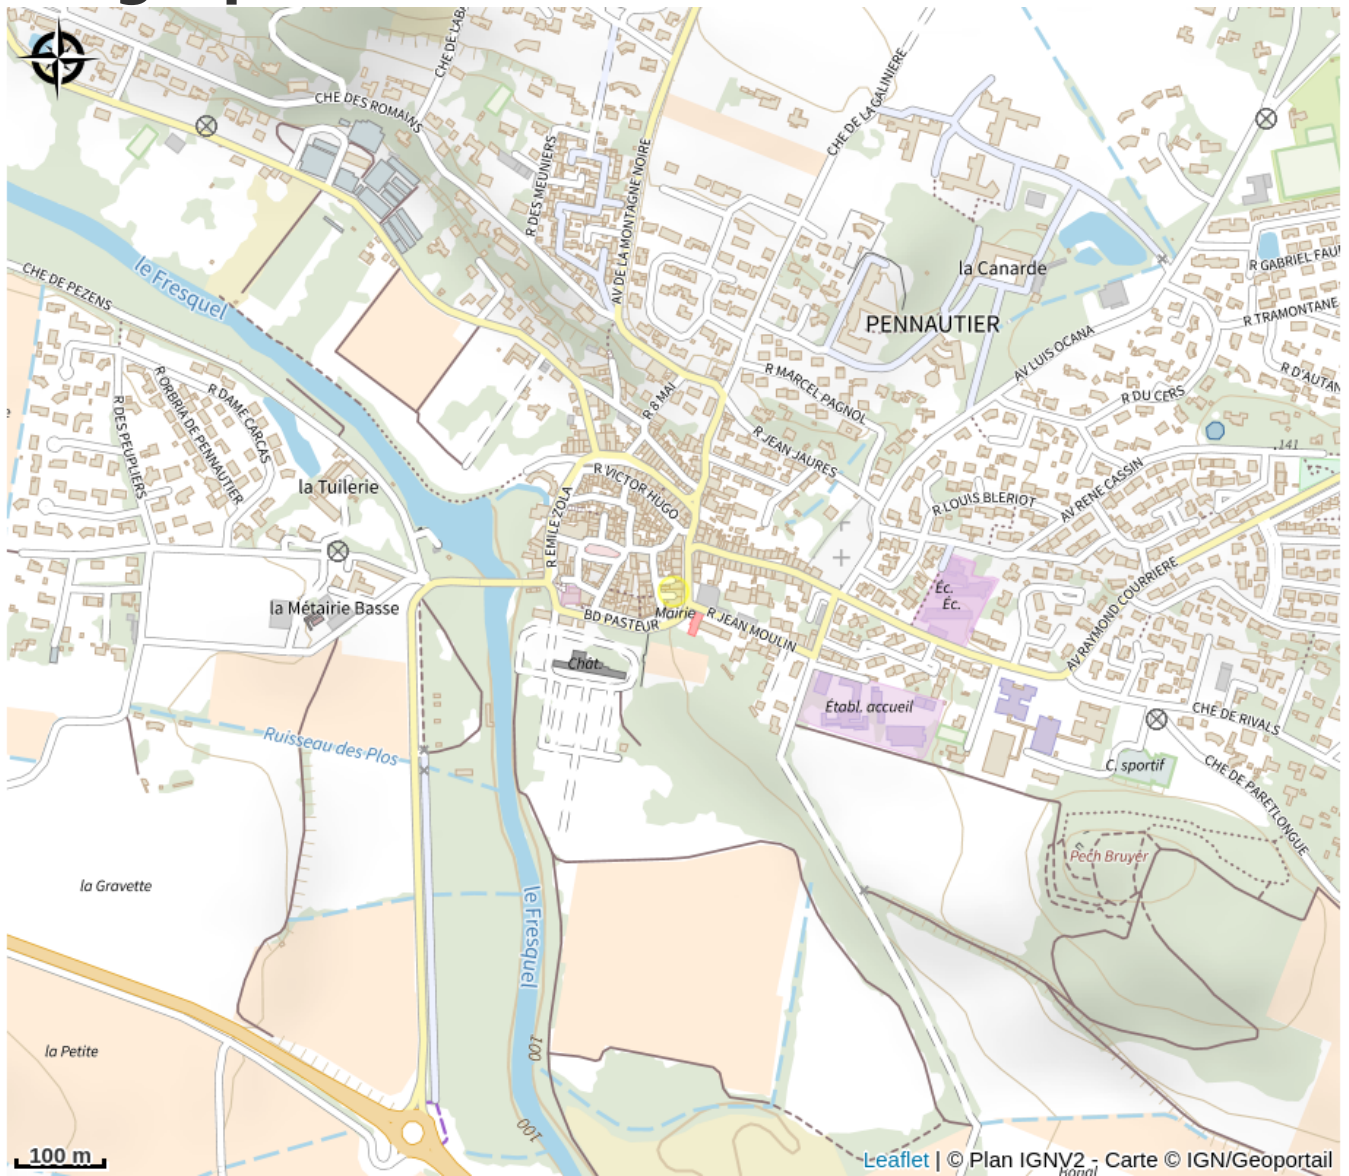 CHE DE LABA
CHE DES ROMAINS
CHE DE LA GALINIERE
R DES MEUNIERS
AV DE LA MONTAGNE NOIRE
le Fresquel
CHE DE PEZENS
la Canarde
R GABRIEL FAU
PENNAUTIER
R TRAMONTANE
AV LUIS OCANA
R MARCEL PAGNOL
R D'AUTAN
R DU CERS
R 8 MAI
R DAME CARCAS
R ORBRIA DE PENNAUTIER
R DES PEUPLIERS
R JEAN JAURES
141
la Tuilerie
R VICTOR HUGO
AV RENE CASSIN
R LOUIS BLERIOT
R EMILE ZOLA
AV RAYMOND COURRIERE
Éc.
Éc.
la Métairie Basse
BD PASTEUR
Mairie
R JEAN MOULIN
Chât.
Établ. accueil
CHE DE RIVALS
Ruisseau des Plos
C. sportif
CHE DE PARETLONGUE
Pech Bruyér
la Gravette
le Fresquel
100
la Petite
100
100 m
Leaflet | © Plan IGNV2 - Carte © IGN/Geoportail